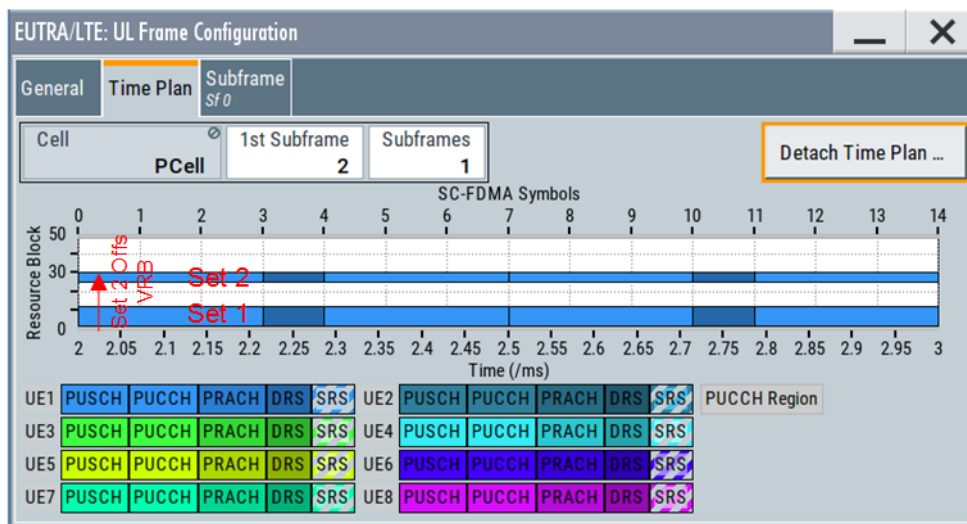 EUTRA/LTE: UL Frame Configuration
General
Time Plan
Subframe
Sf 0
Cell
PCell
1st Subframe
2
Subframes
1
Detach Time Plan ...
SC-FDMA Symbols
0 1 2 3 4 5 6 7 8 9 10 11 12 13 14
Resource Block
50
30
0
Set 2 Offs
VRB
Set 2
Set 1
2 2.05 2.1 2.15 2.2 2.25 2.3 2.35 2.4 2.45 2.5 2.55 2.6 2.65 2.7 2.75 2.8 2.85 2.9 2.95 3
Time (/ms)
UE1 PUSCH PUCCH PRACH DRS SRS UE2 PUSCH PUCCH PRACH DRS SRS PUCCH Region
UE3 PUSCH PUCCH PRACH DRS SRS UE4 PUSCH PUCCH PRACH DRS SRS
UE5 PUSCH PUCCH PRACH DRS SRS UE6 PUSCH PUCCH PRACH DRS SRS
UE7 PUSCH PUCCH PRACH DRS SRS UE8 PUSCH PUCCH PRACH DRS SRS